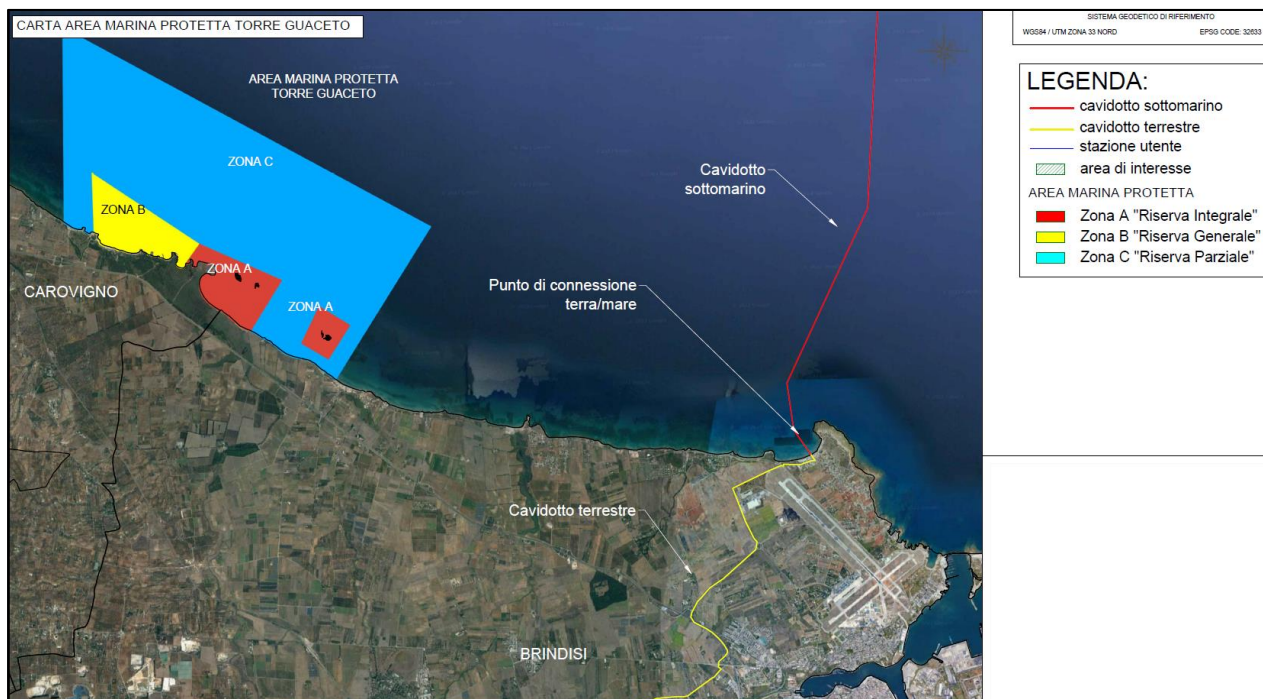 CARTA AREA MARINA PROTETTA TORRE GUACETO
AREA MARINA PROTETTA
TORRE GUACETO
ZONA C
ZONA B
ZONA A
ZONA A
CAROVIGNO
Cavidotto
sottomarino
Punto di connessione
terra/mare
Cavidotto terrestre
BRINDISI
SISTEMA GEODETICO DI RIFERIMENTO
WGS84 / UTM ZONA 33 NORD EPSG CODE: 32633
LEGENDA:
cavidotto sottomarino
cavidotto terrestre
stazione utente
area di interesse
AREA MARINA PROTETTA
Zona A "Riserva Integrale"
Zona B "Riserva Generale"
Zona C "Riserva Parziale"